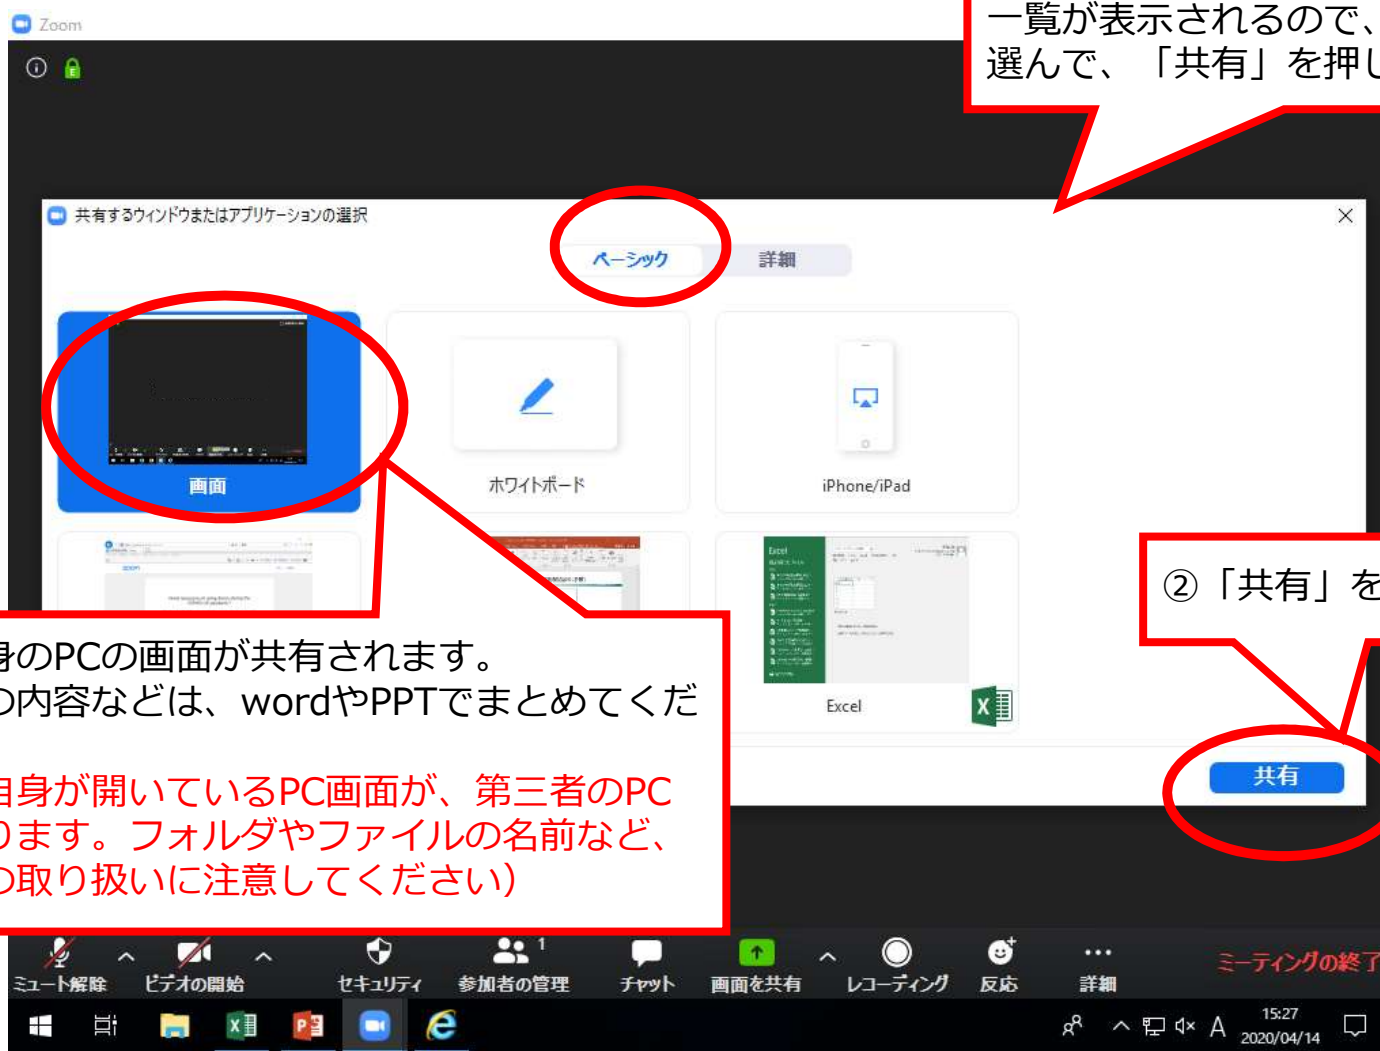 Zoom
一覧が表示されるので、
選んで、「共有」を押し
共有するウィンドウまたはアプリケーションの選択
ベーシック
詳細
画面
ホワイトボード
iPhone/iPad
zoom
Excel
②「共有」を
身のPCの画面が共有されます。
の内容などは、wordやPPTでまとめてくだ
自身が開いているPC画面が、第三者のPC
ります。フォルダやファイルの名前など、
の取り扱いに注意してください）
Excel
共有
1
ミュート解除
ビデオの開始
セキュリティ
参加者の管理
チャット
画面を共有
レコーディング
反応
詳細
ミーティングの終了
A
15:27
2020/04/14